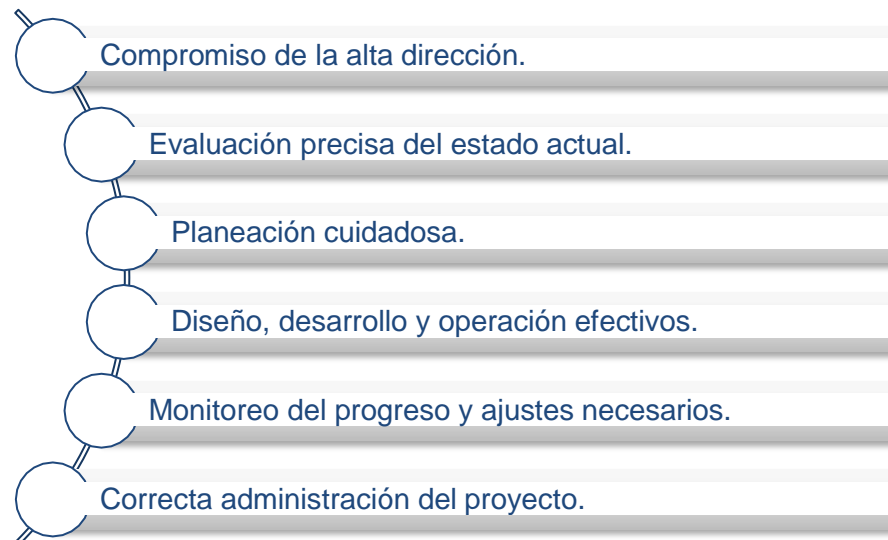 Compromiso de la alta dirección.
Evaluación precisa del estado actual.
Planeación cuidadosa.
Diseño, desarrollo y operación efectivos.
Monitoreo del progreso y ajustes necesarios.
Correcta administración del proyecto.